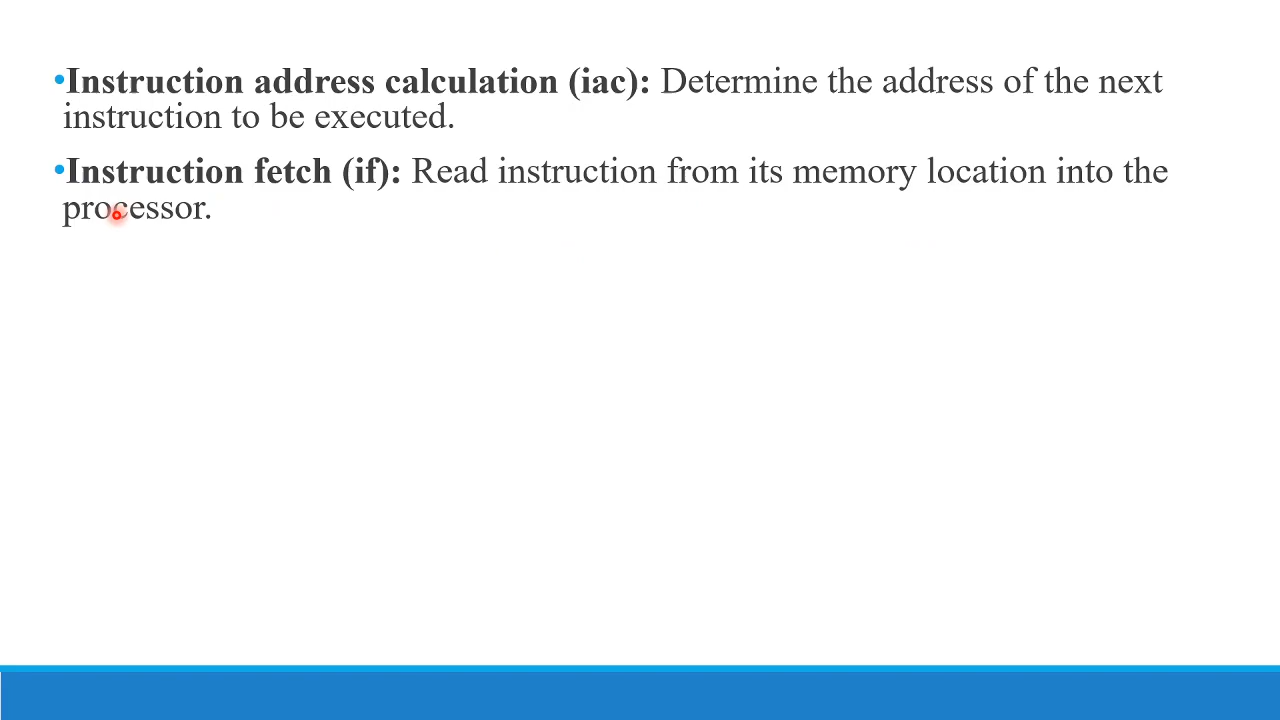 •Instruction address calculation (iac): Determine the address of the next
instruction to be executed.
•Instruction fetch (if): Read instruction from its memory location into the
processor.